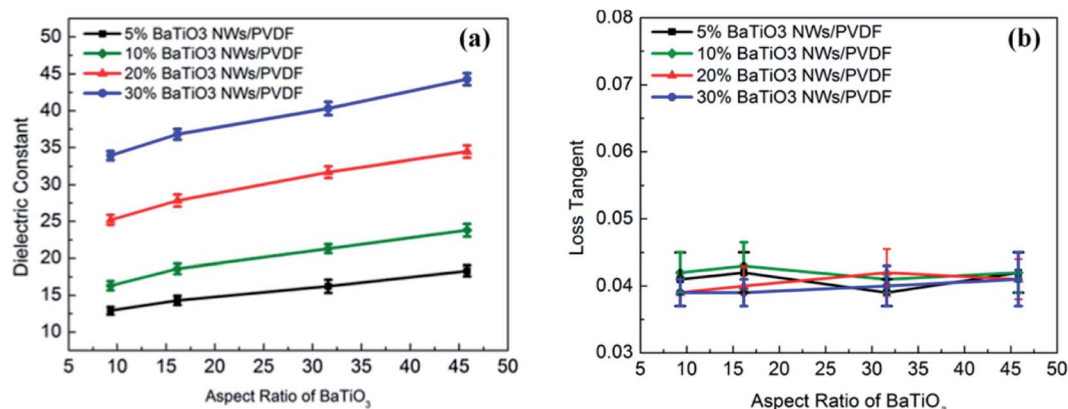 (a)
5% BaTiO3 NWs/PVDF
10% BaTiO3 NWs/PVDF
20% BaTiO3 NWs/PVDF
30% BaTiO3 NWs/PVDF
Dielectric Constant
50
45
40
35
30
25
20
15
10
5 10 15 20 25 30 35 40 45 50
Aspect Ratio of BaTiO₃
(b)
5% BaTiO3 NWs/PVDF
10% BaTiO3 NWs/PVDF
20% BaTiO3 NWs/PVDF
30% BaTiO3 NWs/PVDF
Loss Tangent
0.08
0.07
0.06
0.05
0.04
0.03
5 10 15 20 25 30 35 40 45 50
Aspect Ratio of BaTiO₃